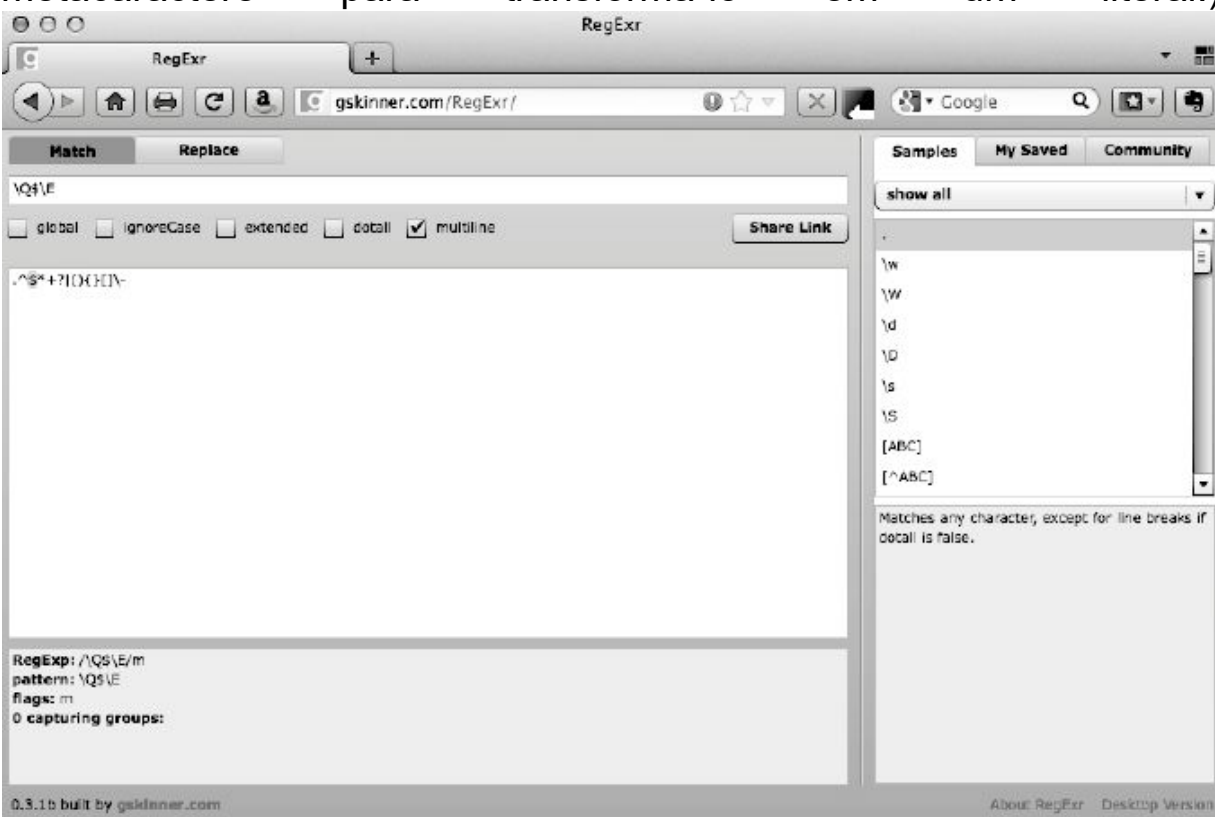 metacaractere para transformá-lo em um literal.)
RegExr
RegExr +
gskinner.com/RegExr/ Google
Match Replace
\Q$\E
global ignoreCase extended dotall multiline Share Link
.^$*+?|(){}[]\-
RegExp: /\Q$\E/m
pattern: \Q$\E
flags: m
0 capturing groups:
Samples My Saved Community
show all
.
\w
\W
\d
\D
\s
\S
[ABC]
[^ABC]
Matches any character, except for line breaks if
dotall is false.
0.3.1b built by gskinner.com About RegExr Desktop Version